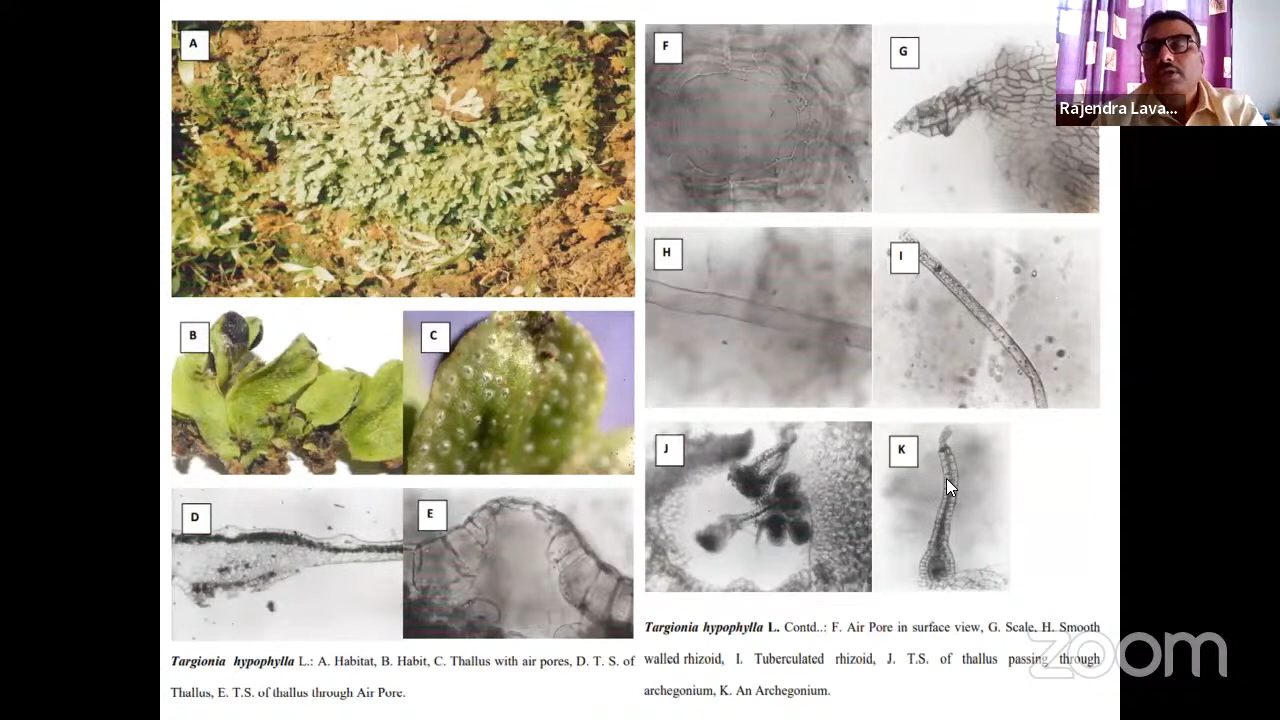 A
B
C
D
E
Targionia hypophylla L.: A. Habitat, B. Habit, C. Thallus with air pores, D. T. S. of
Thallus, E. T.S. of thallus through Air Pore.
F
G
H
I
J
K
Targionia hypophylla L. Contd..: F. Air Pore in surface view, G. Scale, H. Smooth
walled rhizoid, I. Tuberculated rhizoid, J. T.S. of thallus passing through
archegonium, K. An Archegonium.
Rajendra Lava...
zoom